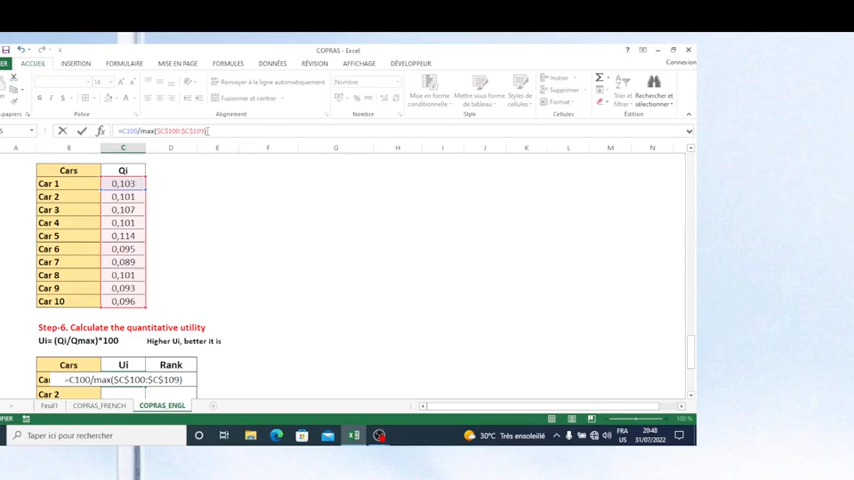 COPRAS - Excel
ACCUEIL INSERTION FORMULAIRE MISE EN PAGE FORMULES DONNÉES RÉVISION AFFICHAGE DÉVELOPPEUR
Connexion
14
Renvoyer à la ligne automatiquement
Nombre
Insérer
G
Fusionner et centrer
Mise en forme conditionnelle
Mettre sous forme de tableau
Styles de cellules
Supprimer
Format
Trier et filtrer
Rechercher et sélectionner
Police
Alignement
Nombre
Style
Cellules
=C100/max($C$100:$C$109)
A B C D E F G H I J K L M N
Cars Qi
Car 1 0,103
Car 2 0,101
Car 3 0,107
Car 4 0,101
Car 5 0,114
Car 6 0,095
Car 7 0,089
Car 8 0,101
Car 9 0,093
Car 10 0,096
Step-6. Calculate the quantitative utility
Ui= (Qi/Qmax)*100 Higher Ui, better it is
Cars Ui Rank
Ca =C100/max($C$100:$C$109)
Car 2
Feuil1 COPRAS_FRENCH COPRAS_ENGL
100 %
Taper ici pour rechercher
30°C Très ensoleillé
FRA
US
20:48
31/07/2022